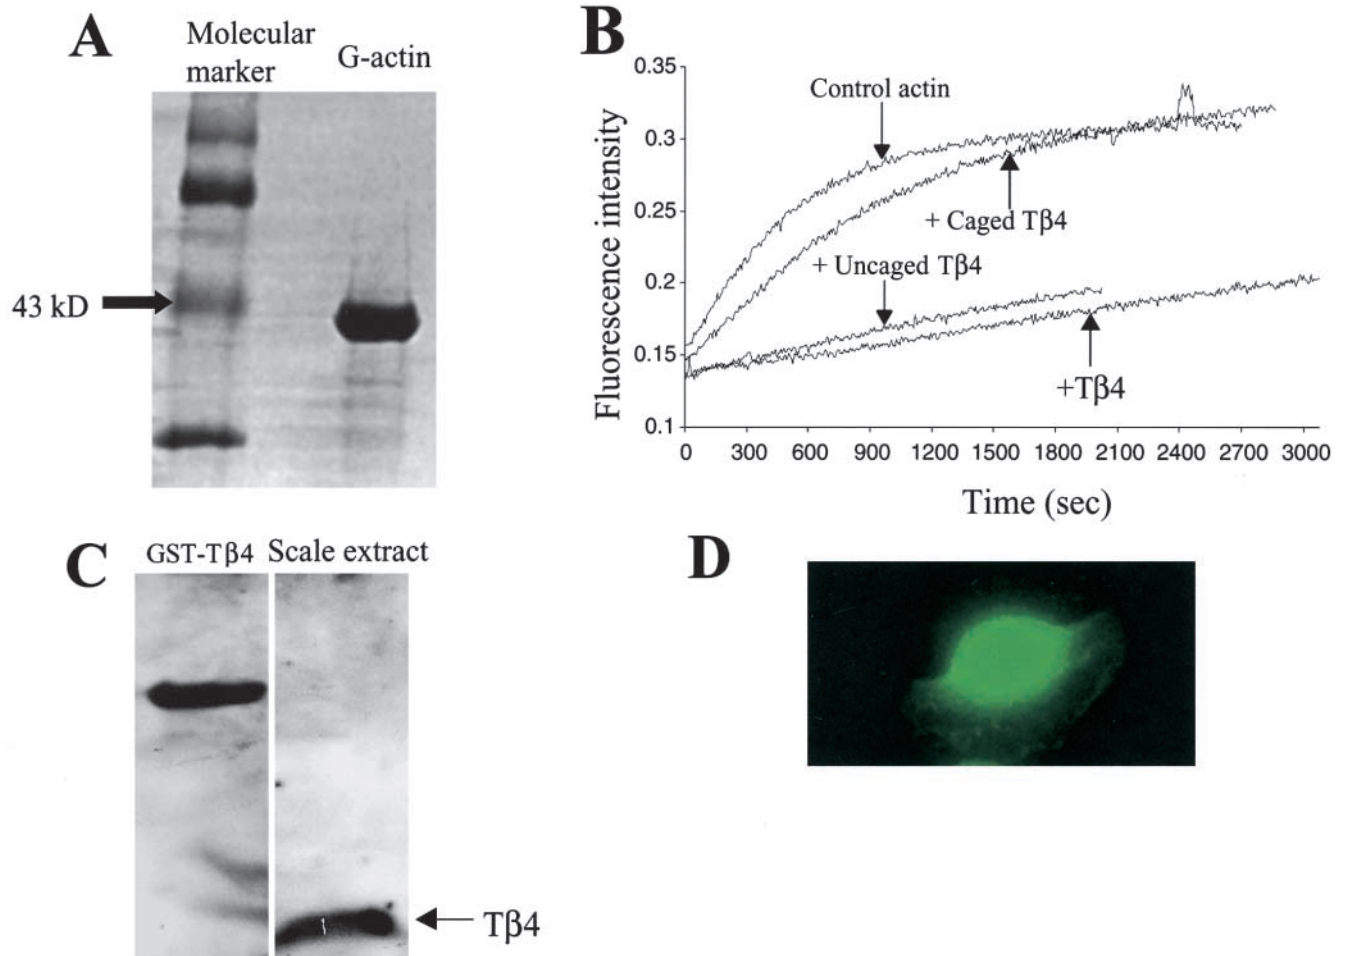 A
Molecular
marker
G-actin
43 kD
B
0.35
0.3
0.25
0.2
0.15
0.1
Fluorescence intensity
Control actin
+ Caged Tβ4
+ Uncaged Tβ4
+Tβ4
0 300 600 900 1200 1500 1800 2100 2400 2700 3000
Time (sec)
C
GST-Tβ4 Scale extract
Tβ4
D